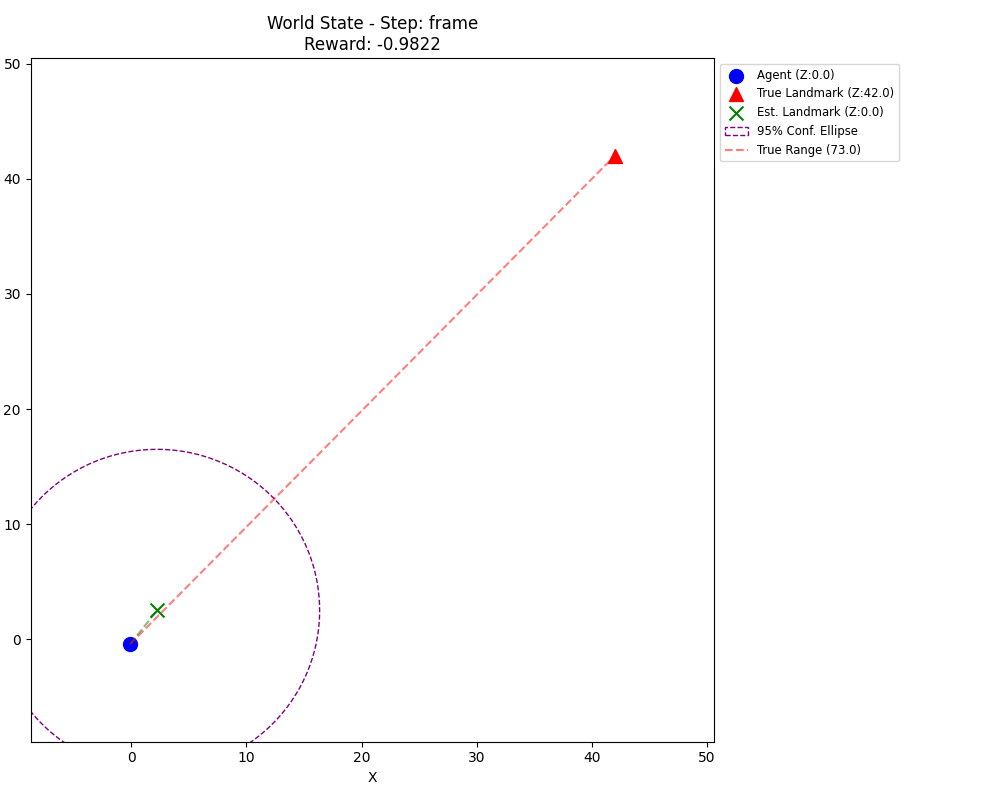 World State - Step: frame
Reward: -0.9822
Agent (Z:0.0)
True Landmark (Z:42.0)
Est. Landmark (Z:0.0)
95% Conf. Ellipse
True Range (73.0)
50
40
30
20
10
0
0 10 20 30 40 50
X